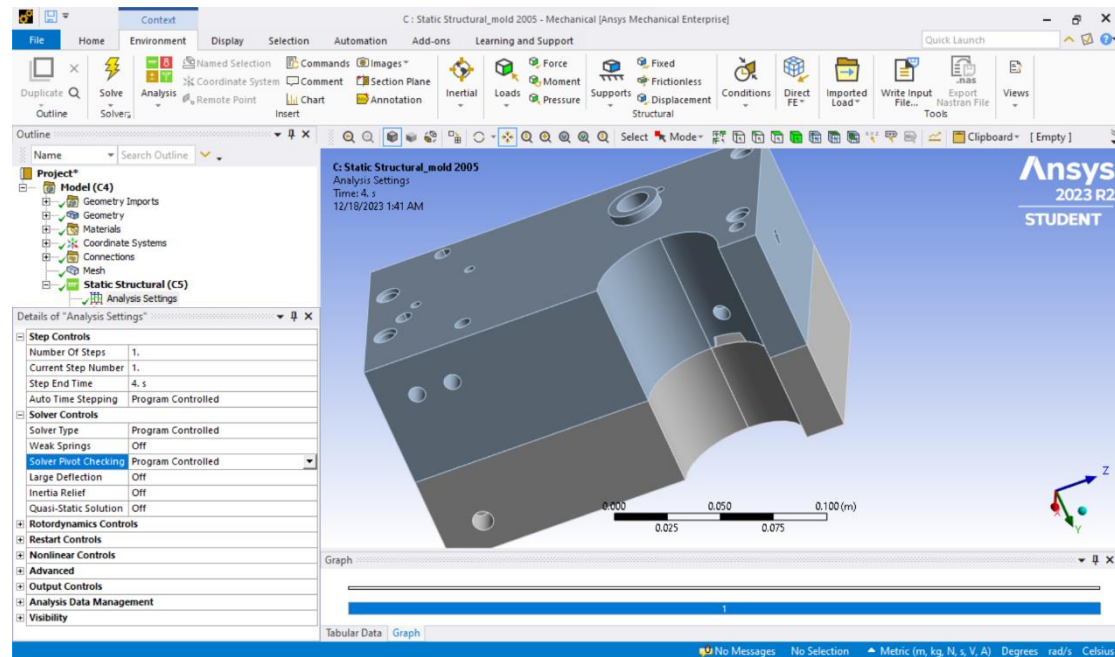 Context
C : Static Structural_mold 2005 - Mechanical [Ansys Mechanical Enterprise]
File Home Environment Display Selection Automation Add-ons Learning and Support Quick Launch
Duplicate
Outline
Solve
Solver
Analysis
Named Selection
Coordinate System
Remote Point
Commands
Comment
Chart
Images
Section Plane
Annotation
Insert
Inertial
Loads
Force
Moment
Pressure
Supports
Fixed
Frictionless
Displacement
Structural
Conditions
Direct
FE
Imported
Load
Write Input
File...
Export
Nastran File
.nas
Tools
Views
Outline
Name Search Outline
Project*
Model (C4)
Geometry Imports
Geometry
Materials
Coordinate Systems
Connections
Mesh
Static Structural (C5)
Analysis Settings
Select Mode Clipboard [ Empty ]
C: Static Structural_mold 2005
Analysis Settings
Time: 4. s
12/18/2023 1:41 AM
Ansys
2023 R2
STUDENT
0.000 0.050 0.100 (m)
0.025 0.075
Z
Y
Details of "Analysis Settings"
Step Controls
Number Of Steps 1.
Current Step Number 1.
Step End Time 4. s
Auto Time Stepping Program Controlled
Solver Controls
Solver Type Program Controlled
Weak Springs Off
Solver Pivot Checking Program Controlled
Large Deflection Off
Inertia Relief Off
Quasi-Static Solution Off
Rotordynamics Controls
Restart Controls
Nonlinear Controls
Advanced
Output Controls
Analysis Data Management
Visibility
Graph
1
Tabular Data Graph
No Messages No Selection Metric (m, kg, N, s, V, A) Degrees rad/s Celsius